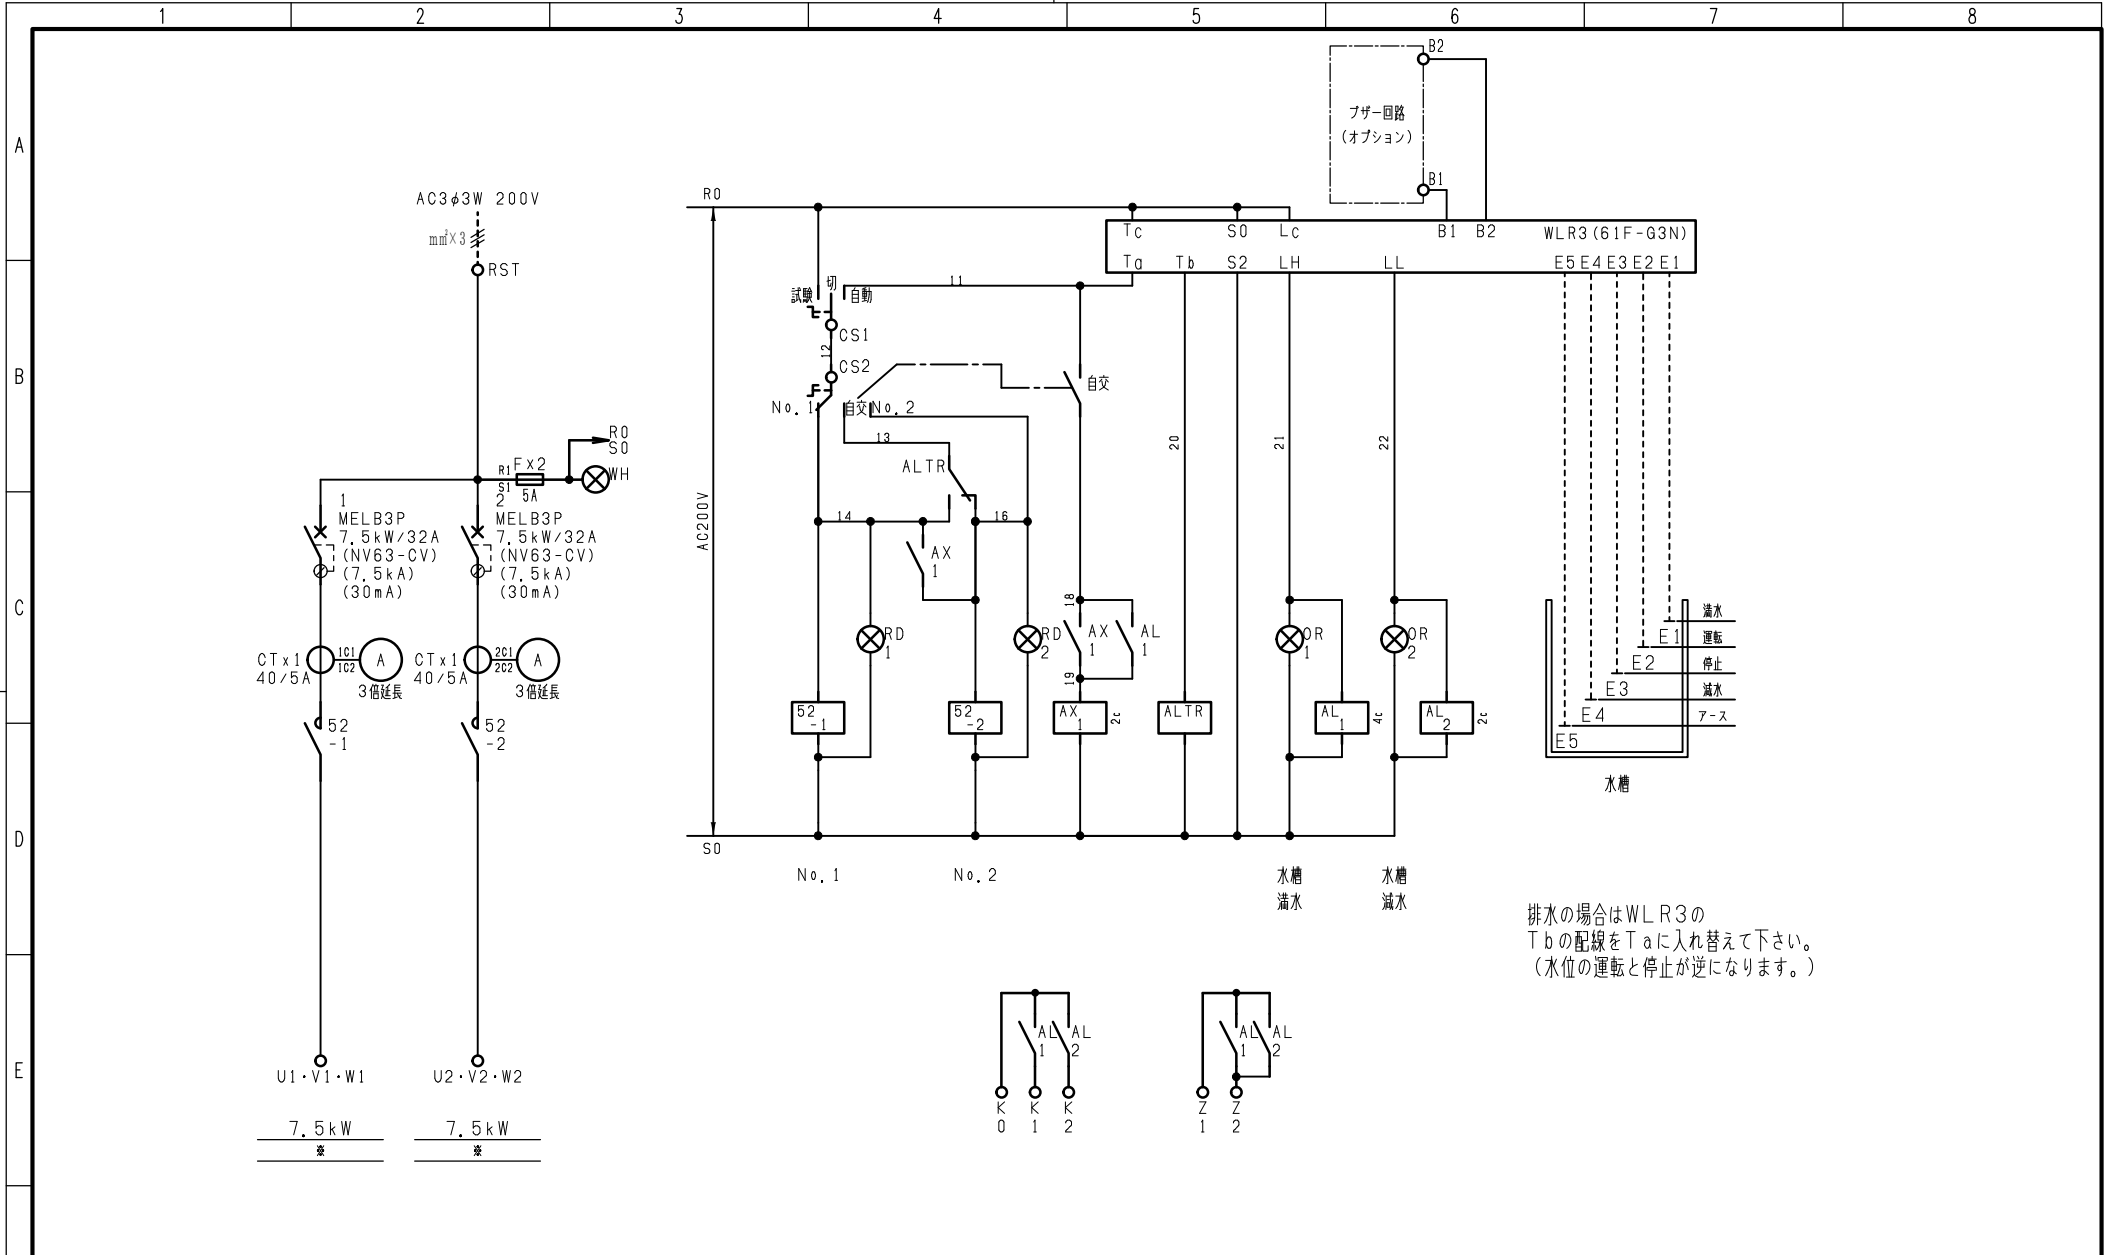 1 2 3 4 5 6 7 8
A
B
C
D
E
AC3φ3W 200V
mm²×3
RST
R0
S0
R1
S1
F×2
5A
WH
1
MELB3P
7.5kW/32A
(NV63-CV)
(7.5kA)
(30mA)
2
MELB3P
7.5kW/32A
(NV63-CV)
(7.5kA)
(30mA)
CT×1
40/5A
1C1
1C2
A
3倍延長
CT×1
40/5A
2C1
2C2
A
3倍延長
52
-1
52
-2
U1・V1・W1
U2・V2・W2
7.5kW
※
7.5kW
※
R0
AC200V
S0
試験
切
自動
11
CS1
12
CS2
No.1
自交
No.2
13
ALTR
14
16
AX
1
RD
1
RD
2
自交
18
AX
1
AL
1
19
52
-1
52
-2
AX
1
2c
ALTR
20
21
22
OR
1
OR
2
AL
1
4c
AL
2
2c
No.1
No.2
水槽
満水
水槽
減水
ブザー回路
(オプション)
B2
B1
Tc S0 Lc B1 B2 WLR3(61F-G3N)
Ta Tb S2 LH LL E5 E4 E3 E2 E1
満水
E1 運転
E2 停止
E3 減水
E4 アース
E5
水槽
排水の場合はWLR3の
Tbの配線をTaに入れ替えて下さい。
(水位の運転と停止が逆になります。)
AL
1
AL
2
K
0
K
1
K
2
AL
1
AL
2
Z
1
Z
2